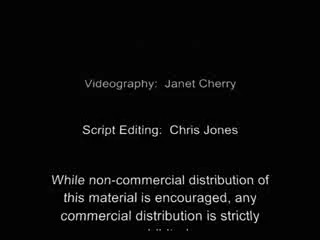 Videography: Janet Cherry
Script Editing: Chris Jones
While non-commercial distribution of
this material is encouraged, any
commercial distribution is strictly